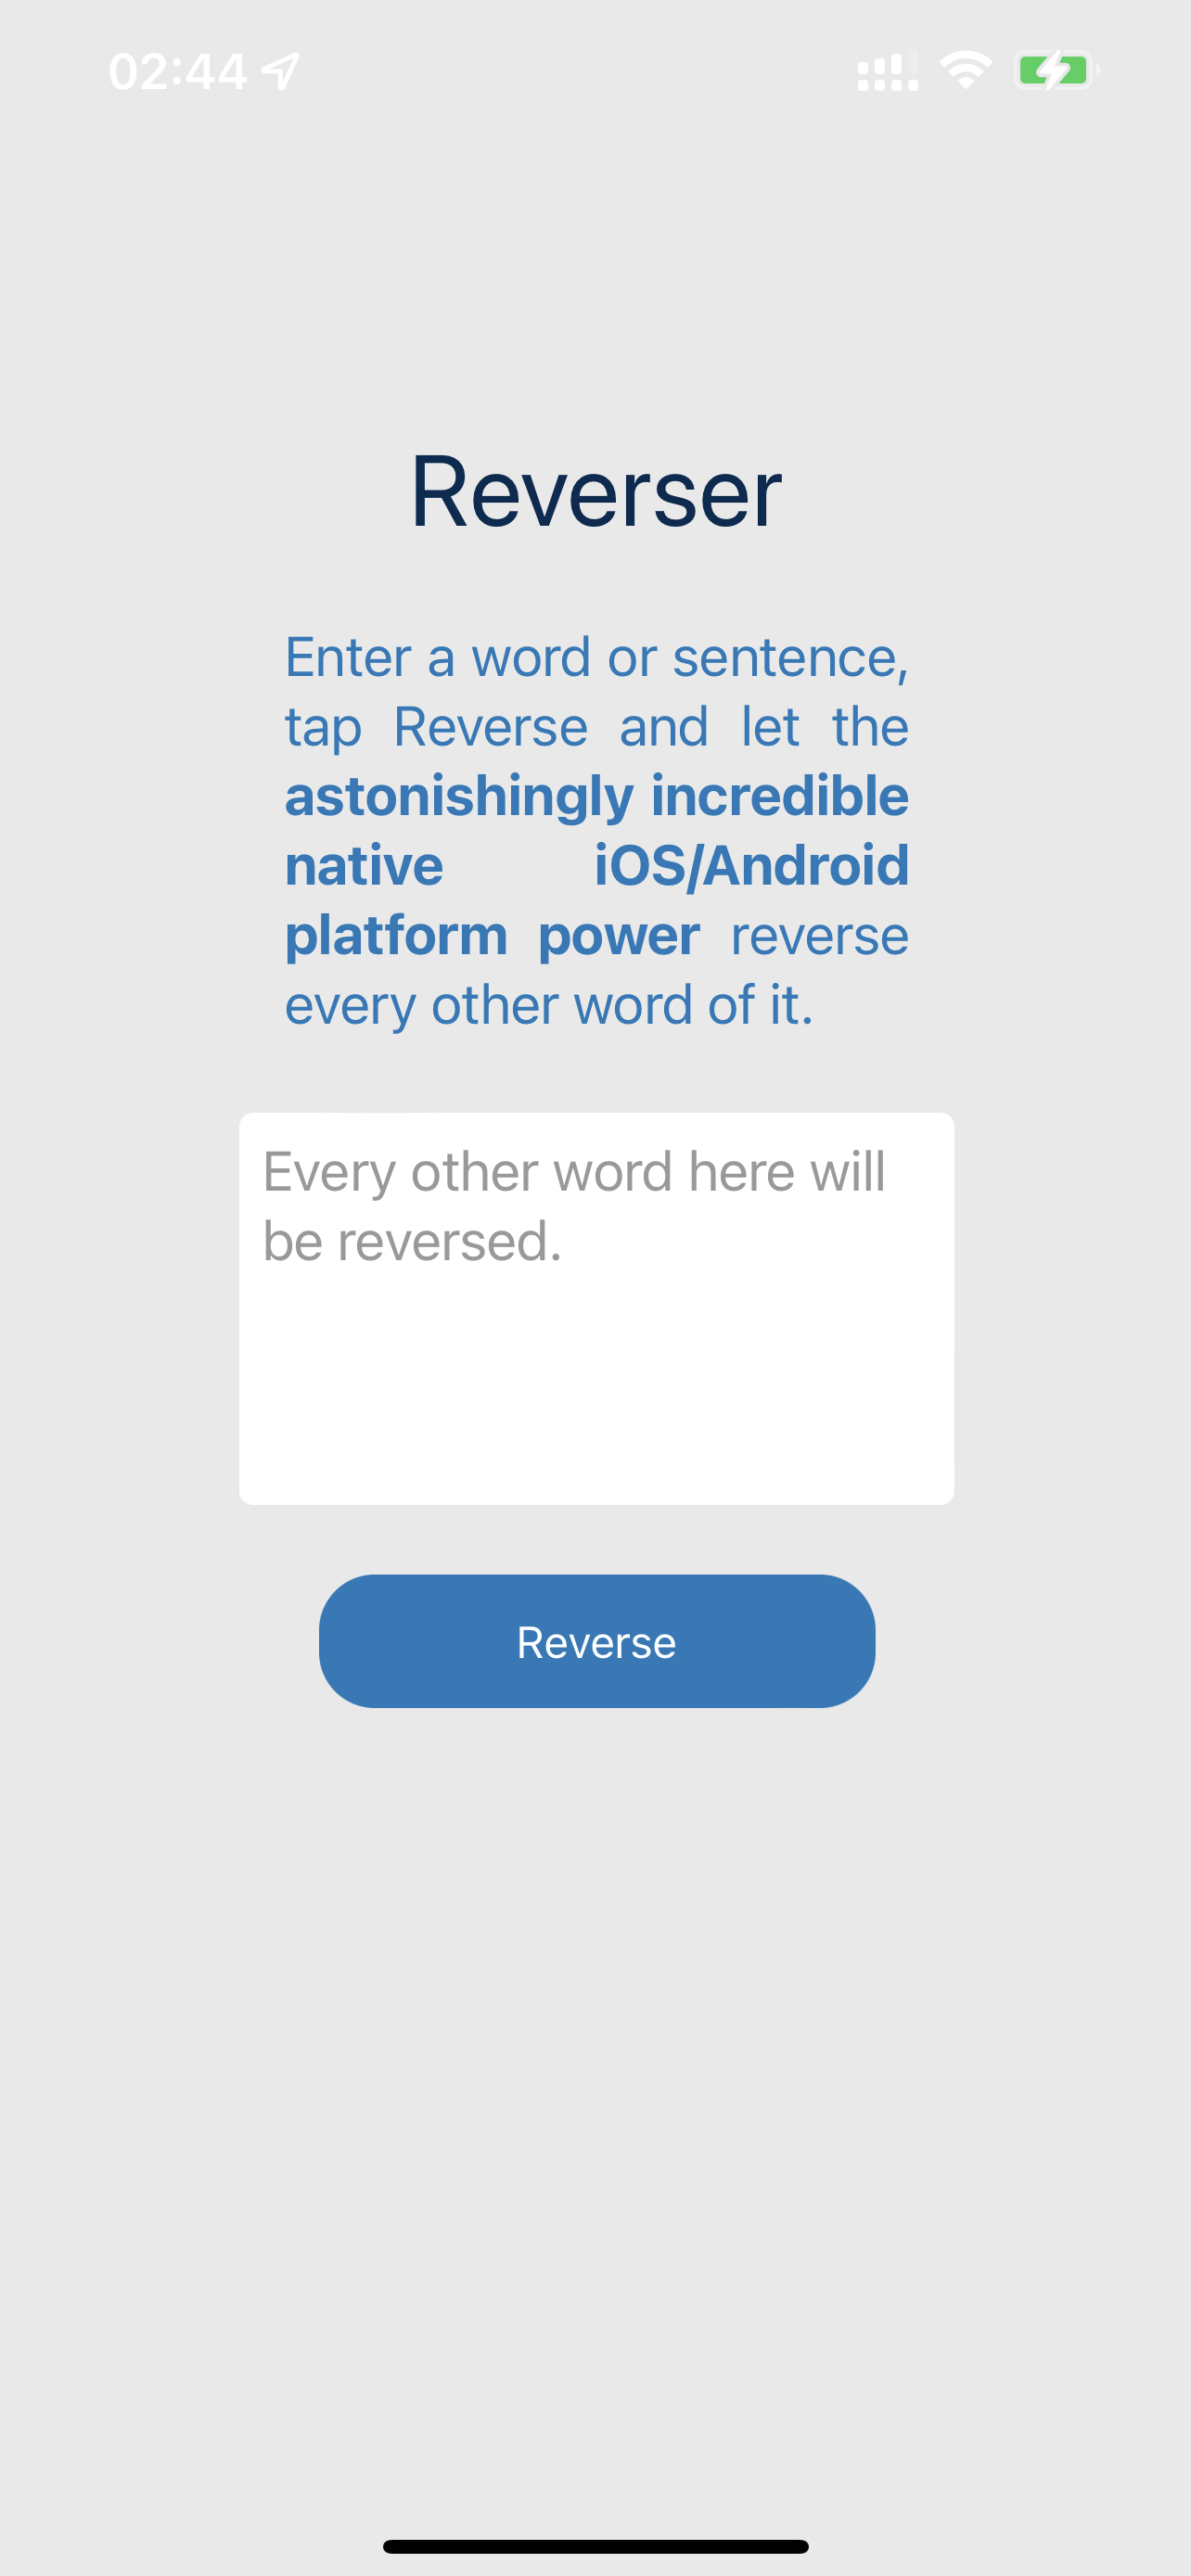 02:44
Reverser
Enter a word or sentence,
tap Reverse and let the
astonishingly incredible
native iOS/Android
platform power reverse
every other word of it.
Every other word here will
be reversed.
Reverse